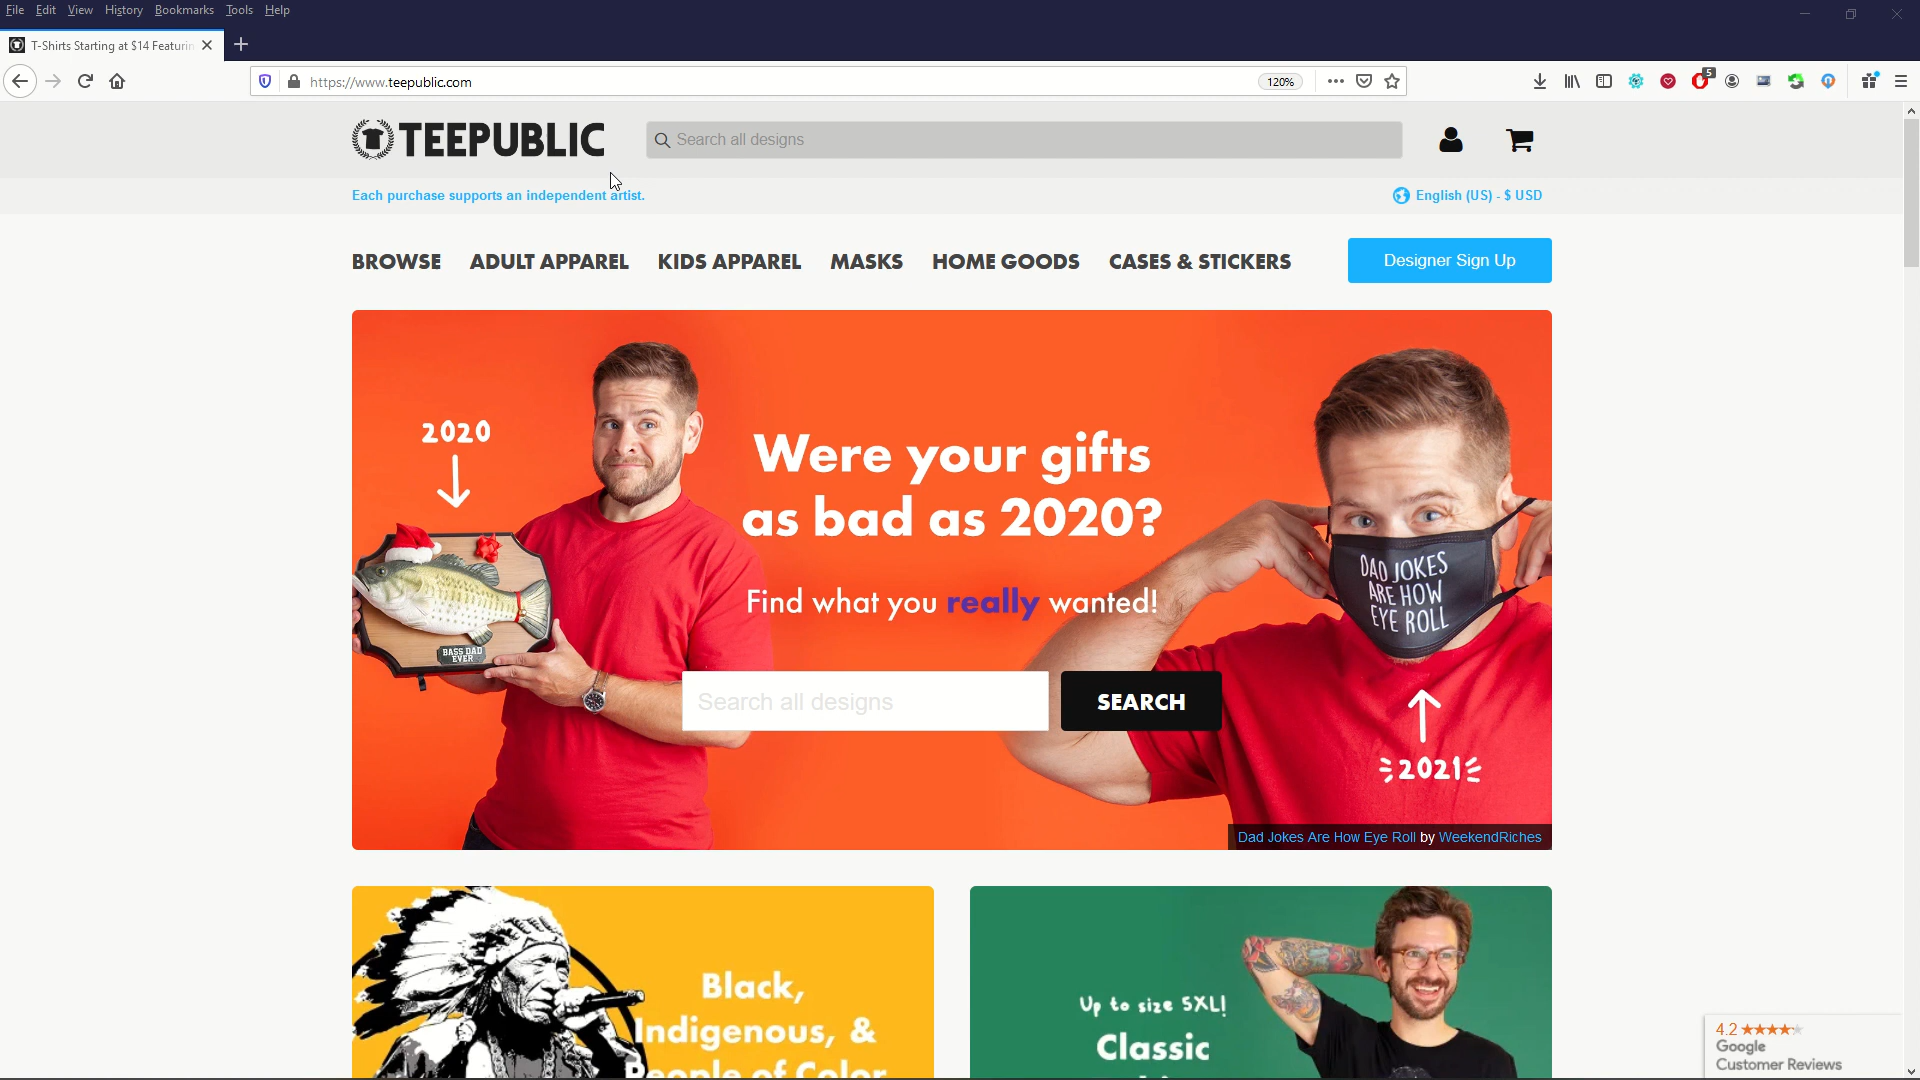 File Edit View History Bookmarks Tools Help
T-Shirts Starting at $14 Featurin
https://www.teepublic.com
120%
5
TEEPUBLIC
Search all designs
Each purchase supports an independent artist.
English (US) - $ USD
BROWSE ADULT APPAREL KIDS APPAREL MASKS HOME GOODS CASES & STICKERS
Designer Sign Up
2020
Were your gifts
as bad as 2020?
Find what you really wanted!
DAD JOKES
ARE HOW
EYE ROLL
BASS DAD
EVER
Search all designs
SEARCH
2021
Dad Jokes Are How Eye Roll by WeekendRiches
Black,
Indigenous, &
People of Color
Up to size 5XL!
Classic
4.2
Google
Customer Reviews